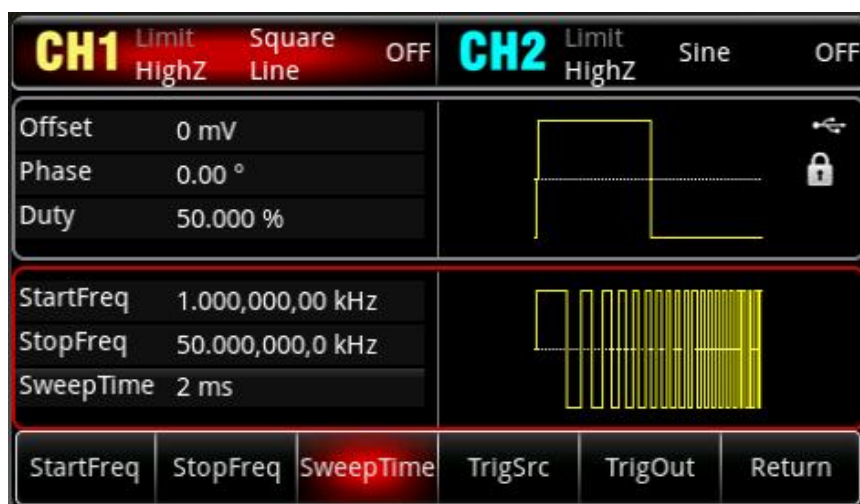 CH1 Limit Square OFF CH2 Limit Sine OFF
HighZ Line HighZ
Offset 0 mV
Phase 0.00 °
Duty 50.000 %
StartFreq 1.000,000,00 kHz
StopFreq 50.000,000,0 kHz
SweepTime 2 ms
StartFreq StopFreq SweepTime TrigSrc TrigOut Return